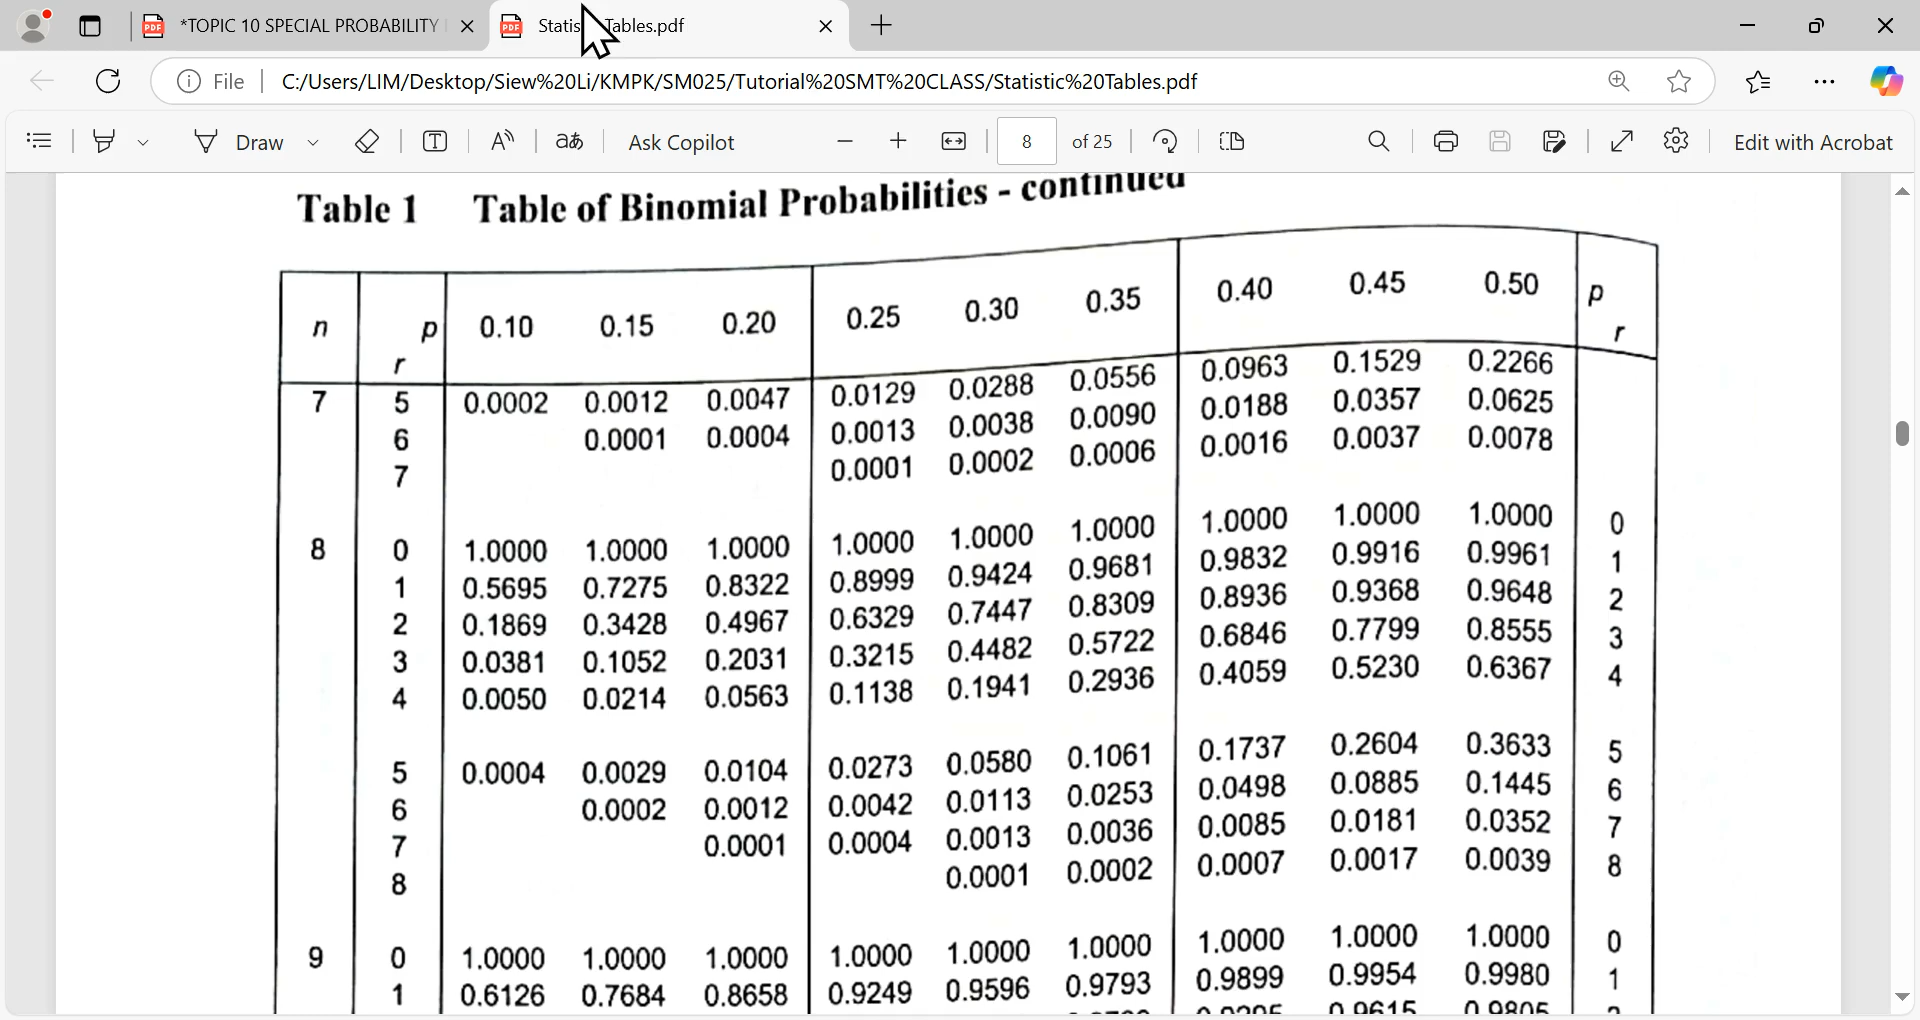 *TOPIC 10 SPECIAL PROBABILITY
Statis Tables.pdf
File C:/Users/LIM/Desktop/Siew%20Li/KMPK/SM025/Tutorial%20SMT%20CLASS/Statistic%20Tables.pdf
Draw Ask Copilot 8 of 25 Edit with Acrobat
Table 1 Table of Binomial Probabilities - continued
n p 0.10 0.15 0.20 0.25 0.30 0.35 0.40 0.45 0.50 p
r r
7 5 0.0002 0.0012 0.0047 0.0129 0.0288 0.0556 0.0963 0.1529 0.2266
6 0.0001 0.0004 0.0013 0.0038 0.0090 0.0188 0.0357 0.0625
7 0.0001 0.0002 0.0006 0.0016 0.0037 0.0078
8 0 1.0000 1.0000 1.0000 1.0000 1.0000 1.0000 1.0000 1.0000 1.0000 0
1 0.5695 0.7275 0.8322 0.8999 0.9424 0.9681 0.9832 0.9916 0.9961 1
2 0.1869 0.3428 0.4967 0.6329 0.7447 0.8309 0.8936 0.9368 0.9648 2
3 0.0381 0.1052 0.2031 0.3215 0.4482 0.5722 0.6846 0.7799 0.8555 3
4 0.0050 0.0214 0.0563 0.1138 0.1941 0.2936 0.4059 0.5230 0.6367 4
5 0.0004 0.0029 0.0104 0.0273 0.0580 0.1061 0.1737 0.2604 0.3633 5
6 0.0002 0.0012 0.0042 0.0113 0.0253 0.0498 0.0885 0.1445 6
7 0.0001 0.0004 0.0013 0.0036 0.0085 0.0181 0.0352 7
8 0.0001 0.0002 0.0007 0.0017 0.0039 8
9 0 1.0000 1.0000 1.0000 1.0000 1.0000 1.0000 1.0000 1.0000 1.0000 0
1 0.6126 0.7684 0.8658 0.9249 0.9596 0.9793 0.9899 0.9954 0.9980 1
0.9615 0.9805